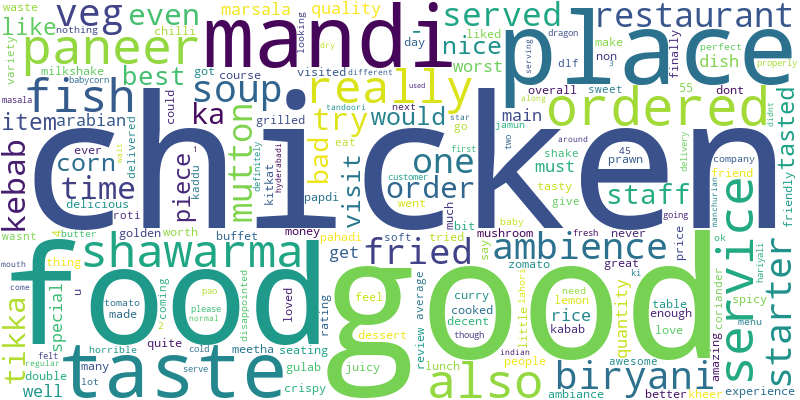 waste
like
veg
even
marsala
quality
served
restaurant
paneer
mandi
place
nothing
chilli
looking
day
liked
dragon
variety
milkshake
best
nice
worst
serving
make
perfect
dish
finally
babycorn
got
course
visited
different
dlf
non
properly
fish
soup
really
ordered
tasted
masala
could
dry
used
overall
sweet
55
dont
item
arabian
ka
grilled
tandoori
next
along
main
delivered
try
would
star
jamun
around
didnt
kebab
ever
corn
mutton
bad
eat
go
one
45
prawn
shake
two
must
delivery
company
time
piece
kaddu
kitkat
hyderabadi
definitely
visit
order
customer
first
staff
tasty
give
friend
friendly
wait
delicious
papdi
went
much
baby
manchurian
chicken
roti
wasnt
butter
golden
worth
buffet
money
pahadi
soft
tried
bit
mushroom
fresh
never
going
price
ok
4
shawarma
fried
get
say
ambience
service
starter
thing
mouth
come
u
coming
disappointed
loved
rating
feel
zomato
great
ki
hariyali
special
tomato
made
2
pao
please
normal
food
good
lahori
curry
cooked
decent
though
need
lemon
rice
kabab
quantity
table
enough
love
coriander
spicy
menu
tikka
felt
regular
quite
horrible
cold
meetha
seating
dessert
review
average
little
indian
people
awesome
amazing
double
well
many
lot
taste
serve
gulab
crispy
juicy
lunch
also
biryani
ambiance
better
kheer
experience